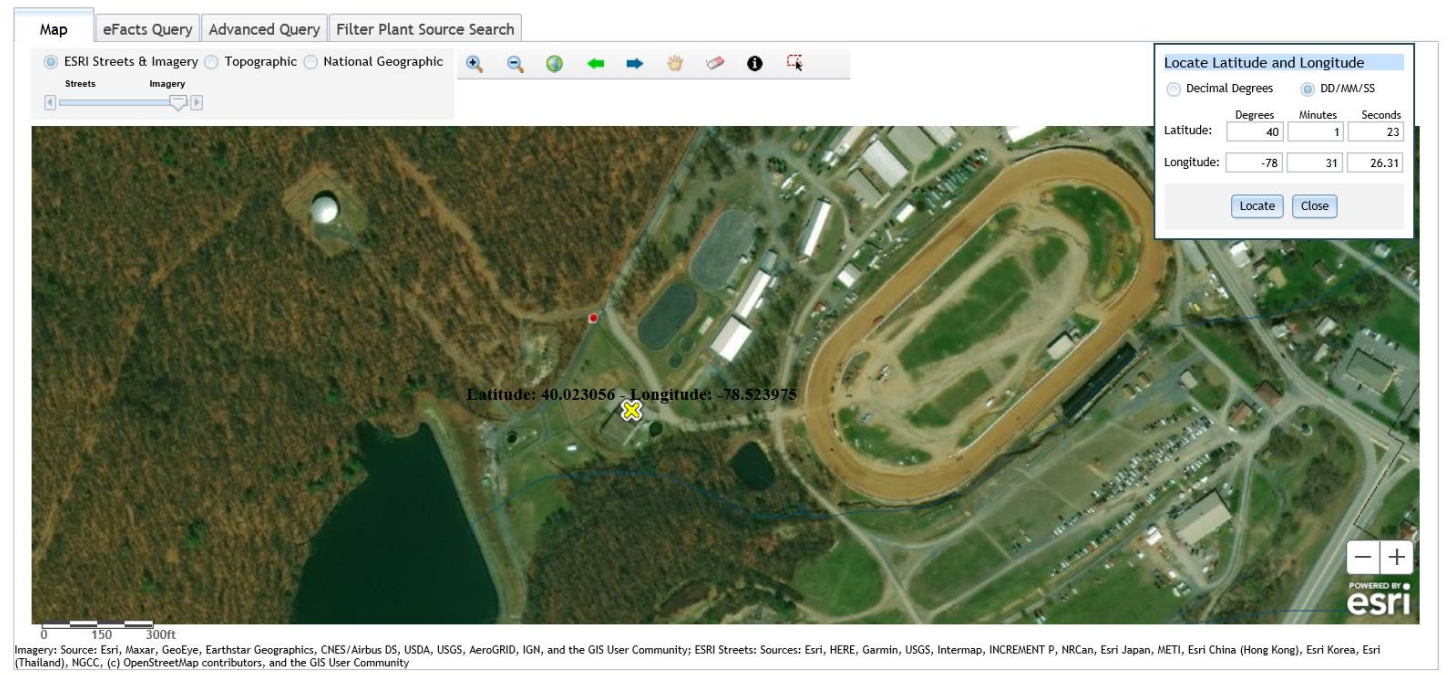 Map eFacts Query Advanced Query Filter Plant Source Search
ESRI Streets & Imagery Topographic National Geographic
Streets Imagery
Locate Latitude and Longitude
Decimal Degrees DD/MM/SS
Degrees Minutes Seconds
Latitude: 40 1 23
Longitude: -78 31 26.31
Locate Close
Latitude: 40.023056 - Longitude: -78.523975
POWERED BY
esri
0 150 300ft
Imagery: Source: Esri, Maxar, GeoEye, Earthstar Geographics, CNES/Airbus DS, USDA, USGS, AeroGRID, IGN, and the GIS User Community; ESRI Streets: Sources: Esri, HERE, Garmin, USGS, Intermap, INCREMENT P, NRCan, Esri Japan, METI, Esri China (Hong Kong), Esri Korea, Esri
(Thailand), NGCC, (c) OpenStreetMap contributors, and the GIS User Community